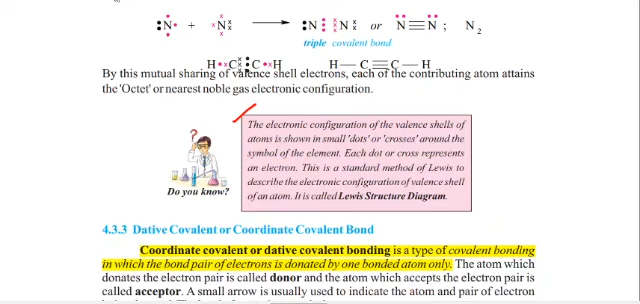 N + N → N N or N ≡ N ; N2
triple covalent bond
H C C H H — C ≡ C — H
By this mutual sharing of valence shell electrons, each of the contributing atom attains
the 'Octet' or nearest noble gas electronic configuration.
The electronic configuration of the valence shells of
atoms is shown in small 'dots' or 'crosses' around the
symbol of the element. Each dot or cross represents
an electron. This is a standard method of Lewis to
describe the electronic configuration of valence shell
of an atom. It is called Lewis Structure Diagram.
?
Do you know?
4.3.3 Dative Covalent or Coordinate Covalent Bond
Coordinate covalent or dative covalent bonding is a type of covalent bonding
in which the bond pair of electrons is donated by one bonded atom only. The atom which
donates the electron pair is called donor and the atom which accepts the electron pair is
called acceptor. A small arrow is usually used to indicate the atom and pair of electron